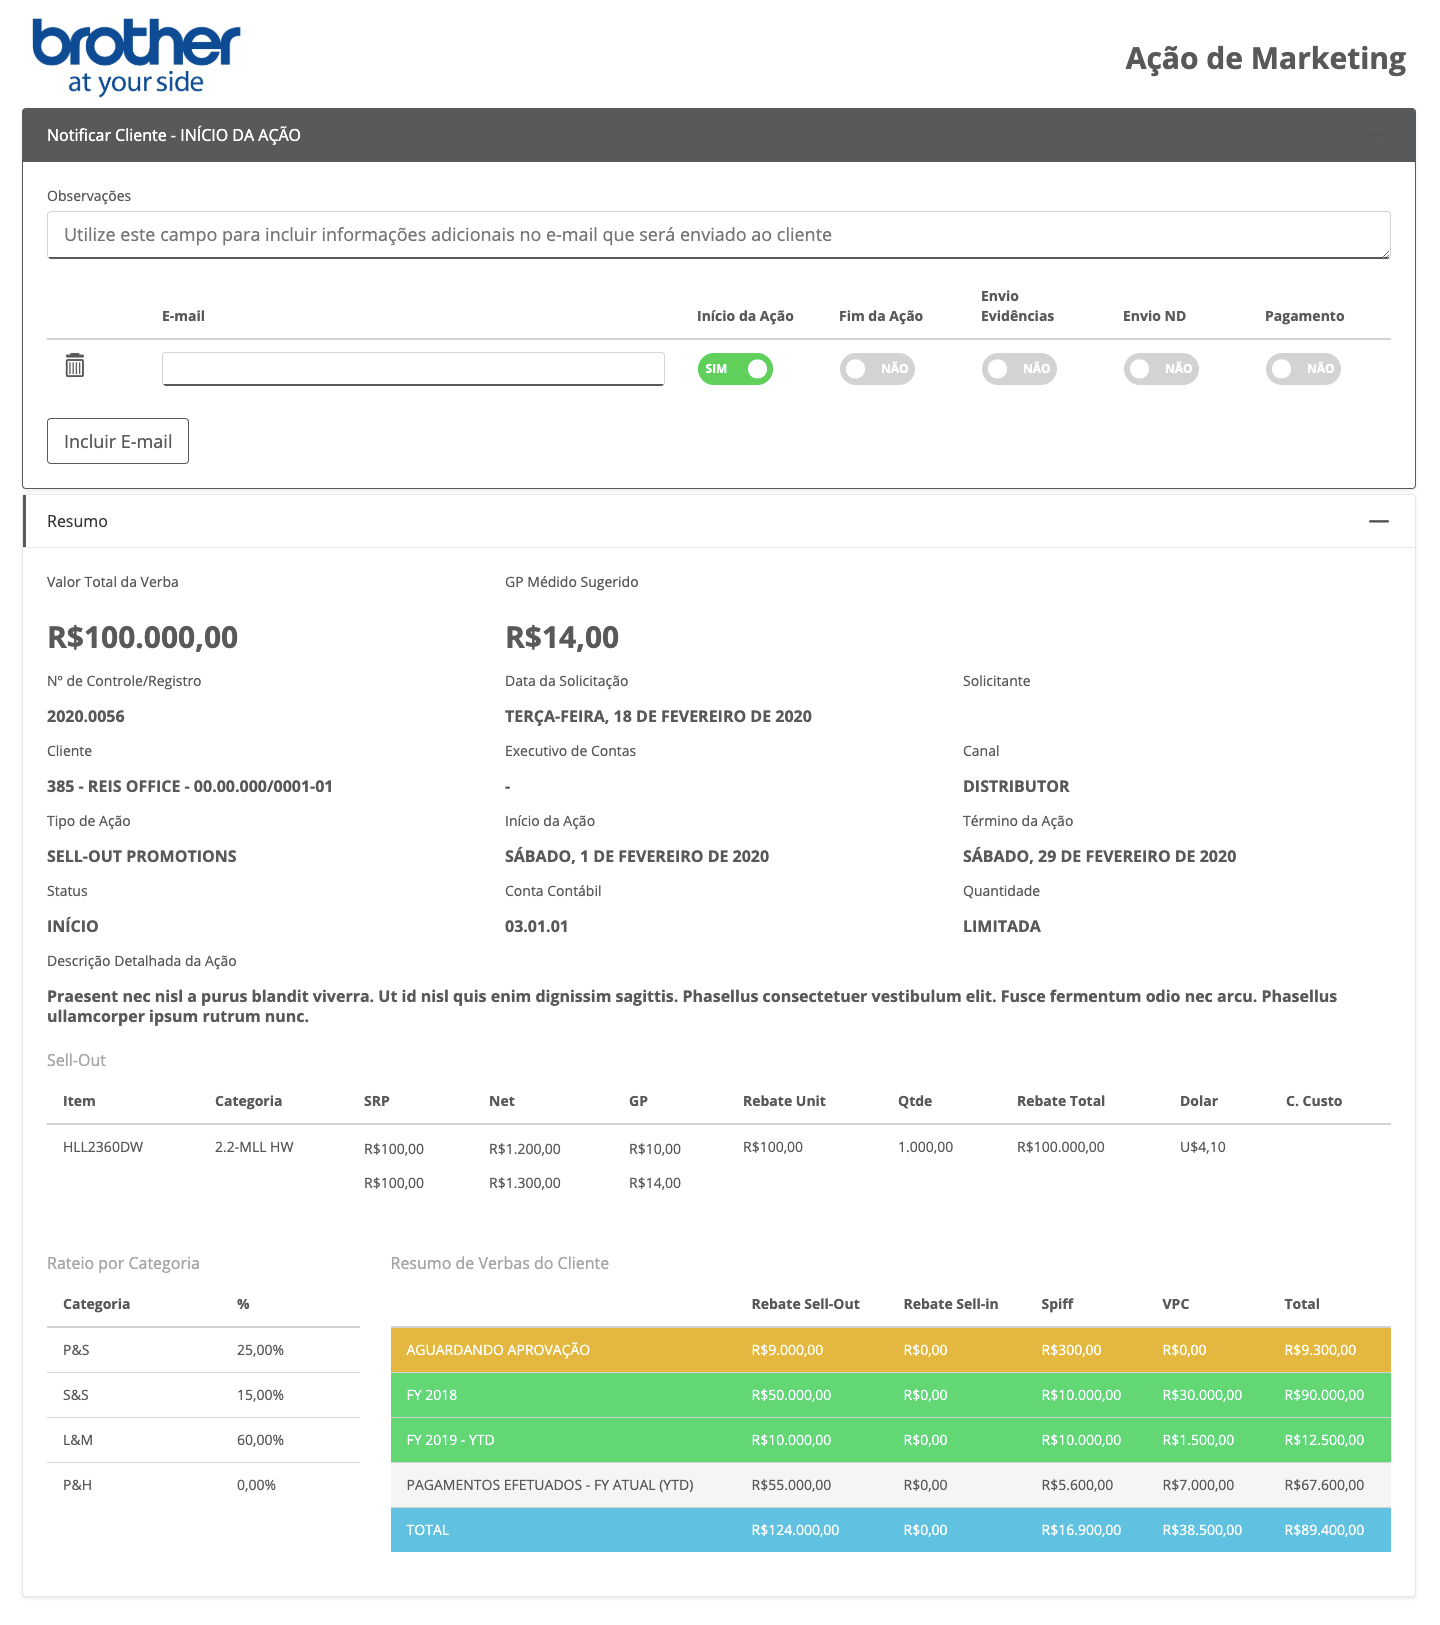 brother
at your side
Ação de Marketing
Notificar Cliente - INÍCIO DA AÇÃO
Observações
Utilize este campo para incluir informações adicionais no e-mail que será enviado ao cliente
E-mail Início da Ação Fim da Ação Envio Evidências Envio ND Pagamento
SIM NÃO NÃO NÃO NÃO
Incluir E-mail
Resumo
Valor Total da Verba GP Médido Sugerido
R$100.000,00 R$14,00
Nº de Controle/Registro Data da Solicitação Solicitante
2020.0056 TERÇA-FEIRA, 18 DE FEVEREIRO DE 2020
Cliente Executivo de Contas Canal
385 - REIS OFFICE - 00.00.000/0001-01 - DISTRIBUTOR
Tipo de Ação Início da Ação Término da Ação
SELL-OUT PROMOTIONS SÁBADO, 1 DE FEVEREIRO DE 2020 SÁBADO, 29 DE FEVEREIRO DE 2020
Status Conta Contábil Quantidade
INÍCIO 03.01.01 LIMITADA
Descrição Detalhada da Ação
Praesent nec nisl a purus blandit viverra. Ut id nisl quis enim dignissim sagittis. Phasellus consectetuer vestibulum elit. Fusce fermentum odio nec arcu. Phasellus
ullamcorper ipsum rutrum nunc.
Sell-Out
Item Categoria SRP Net GP Rebate Unit Qtde Rebate Total Dolar C. Custo
HLL2360DW 2.2-MLL HW R$100,00 R$1.200,00 R$10,00 R$100,00 1.000,00 R$100.000,00 U$4,10
R$100,00 R$1.300,00 R$14,00
Rateio por Categoria
Categoria %
P&S 25,00%
S&S 15,00%
L&M 60,00%
P&H 0,00%
Resumo de Verbas do Cliente
Rebate Sell-Out Rebate Sell-in Spiff VPC Total
AGUARDANDO APROVAÇÃO R$9.000,00 R$0,00 R$300,00 R$0,00 R$9.300,00
FY 2018 R$50.000,00 R$0,00 R$10.000,00 R$30.000,00 R$90.000,00
FY 2019 - YTD R$10.000,00 R$0,00 R$10.000,00 R$1.500,00 R$12.500,00
PAGAMENTOS EFETUADOS - FY ATUAL (YTD) R$55.000,00 R$0,00 R$5.600,00 R$7.000,00 R$67.600,00
TOTAL R$124.000,00 R$0,00 R$16.900,00 R$38.500,00 R$89.400,00